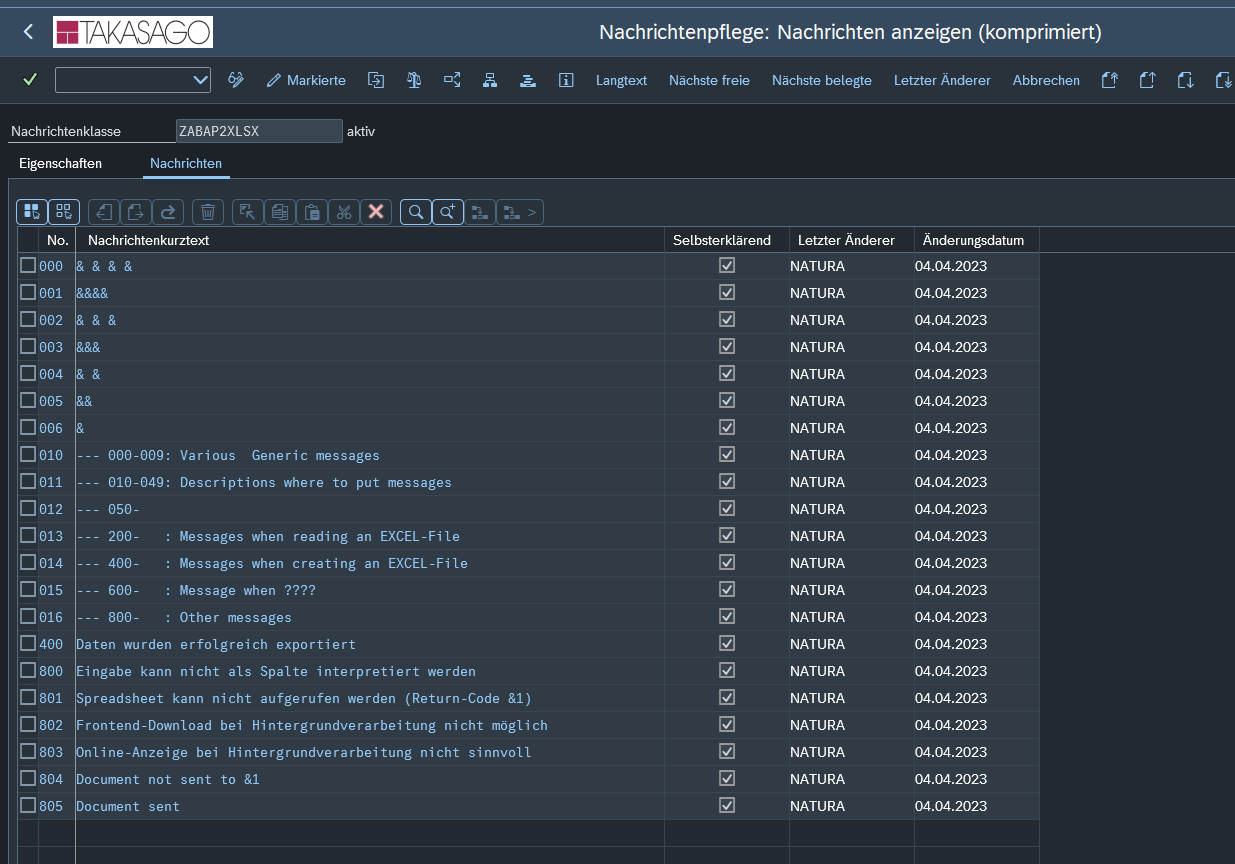 TAKASAGO
Nachrichtenpflege: Nachrichten anzeigen (komprimiert)
Markierte Langtext Nächste freie Nächste belegte Letzter Änderer Abbrechen
Nachrichtenklasse ZABAP2XLSX aktiv
Eigenschaften Nachrichten
No. Nachrichtenkurztext Selbsterklärend Letzter Änderer Änderungsdatum
000 & & & & NATURA 04.04.2023
001 &&&& NATURA 04.04.2023
002 & & & NATURA 04.04.2023
003 &&& NATURA 04.04.2023
004 & & NATURA 04.04.2023
005 && NATURA 04.04.2023
006 & NATURA 04.04.2023
010 --- 000-009: Various  Generic messages NATURA 04.04.2023
011 --- 010-049: Descriptions where to put messages NATURA 04.04.2023
012 --- 050- NATURA 04.04.2023
013 --- 200-   : Messages when reading an EXCEL-File NATURA 04.04.2023
014 --- 400-   : Messages when creating an EXCEL-File NATURA 04.04.2023
015 --- 600-   : Message when ???? NATURA 04.04.2023
016 --- 800-   : Other messages NATURA 04.04.2023
400 Daten wurden erfolgreich exportiert NATURA 04.04.2023
800 Eingabe kann nicht als Spalte interpretiert werden NATURA 04.04.2023
801 Spreadsheet kann nicht aufgerufen werden (Return-Code &1) NATURA 04.04.2023
802 Frontend-Download bei Hintergrundverarbeitung nicht möglich NATURA 04.04.2023
803 Online-Anzeige bei Hintergrundverarbeitung nicht sinnvoll NATURA 04.04.2023
804 Document not sent to &1 NATURA 04.04.2023
805 Document sent NATURA 04.04.2023